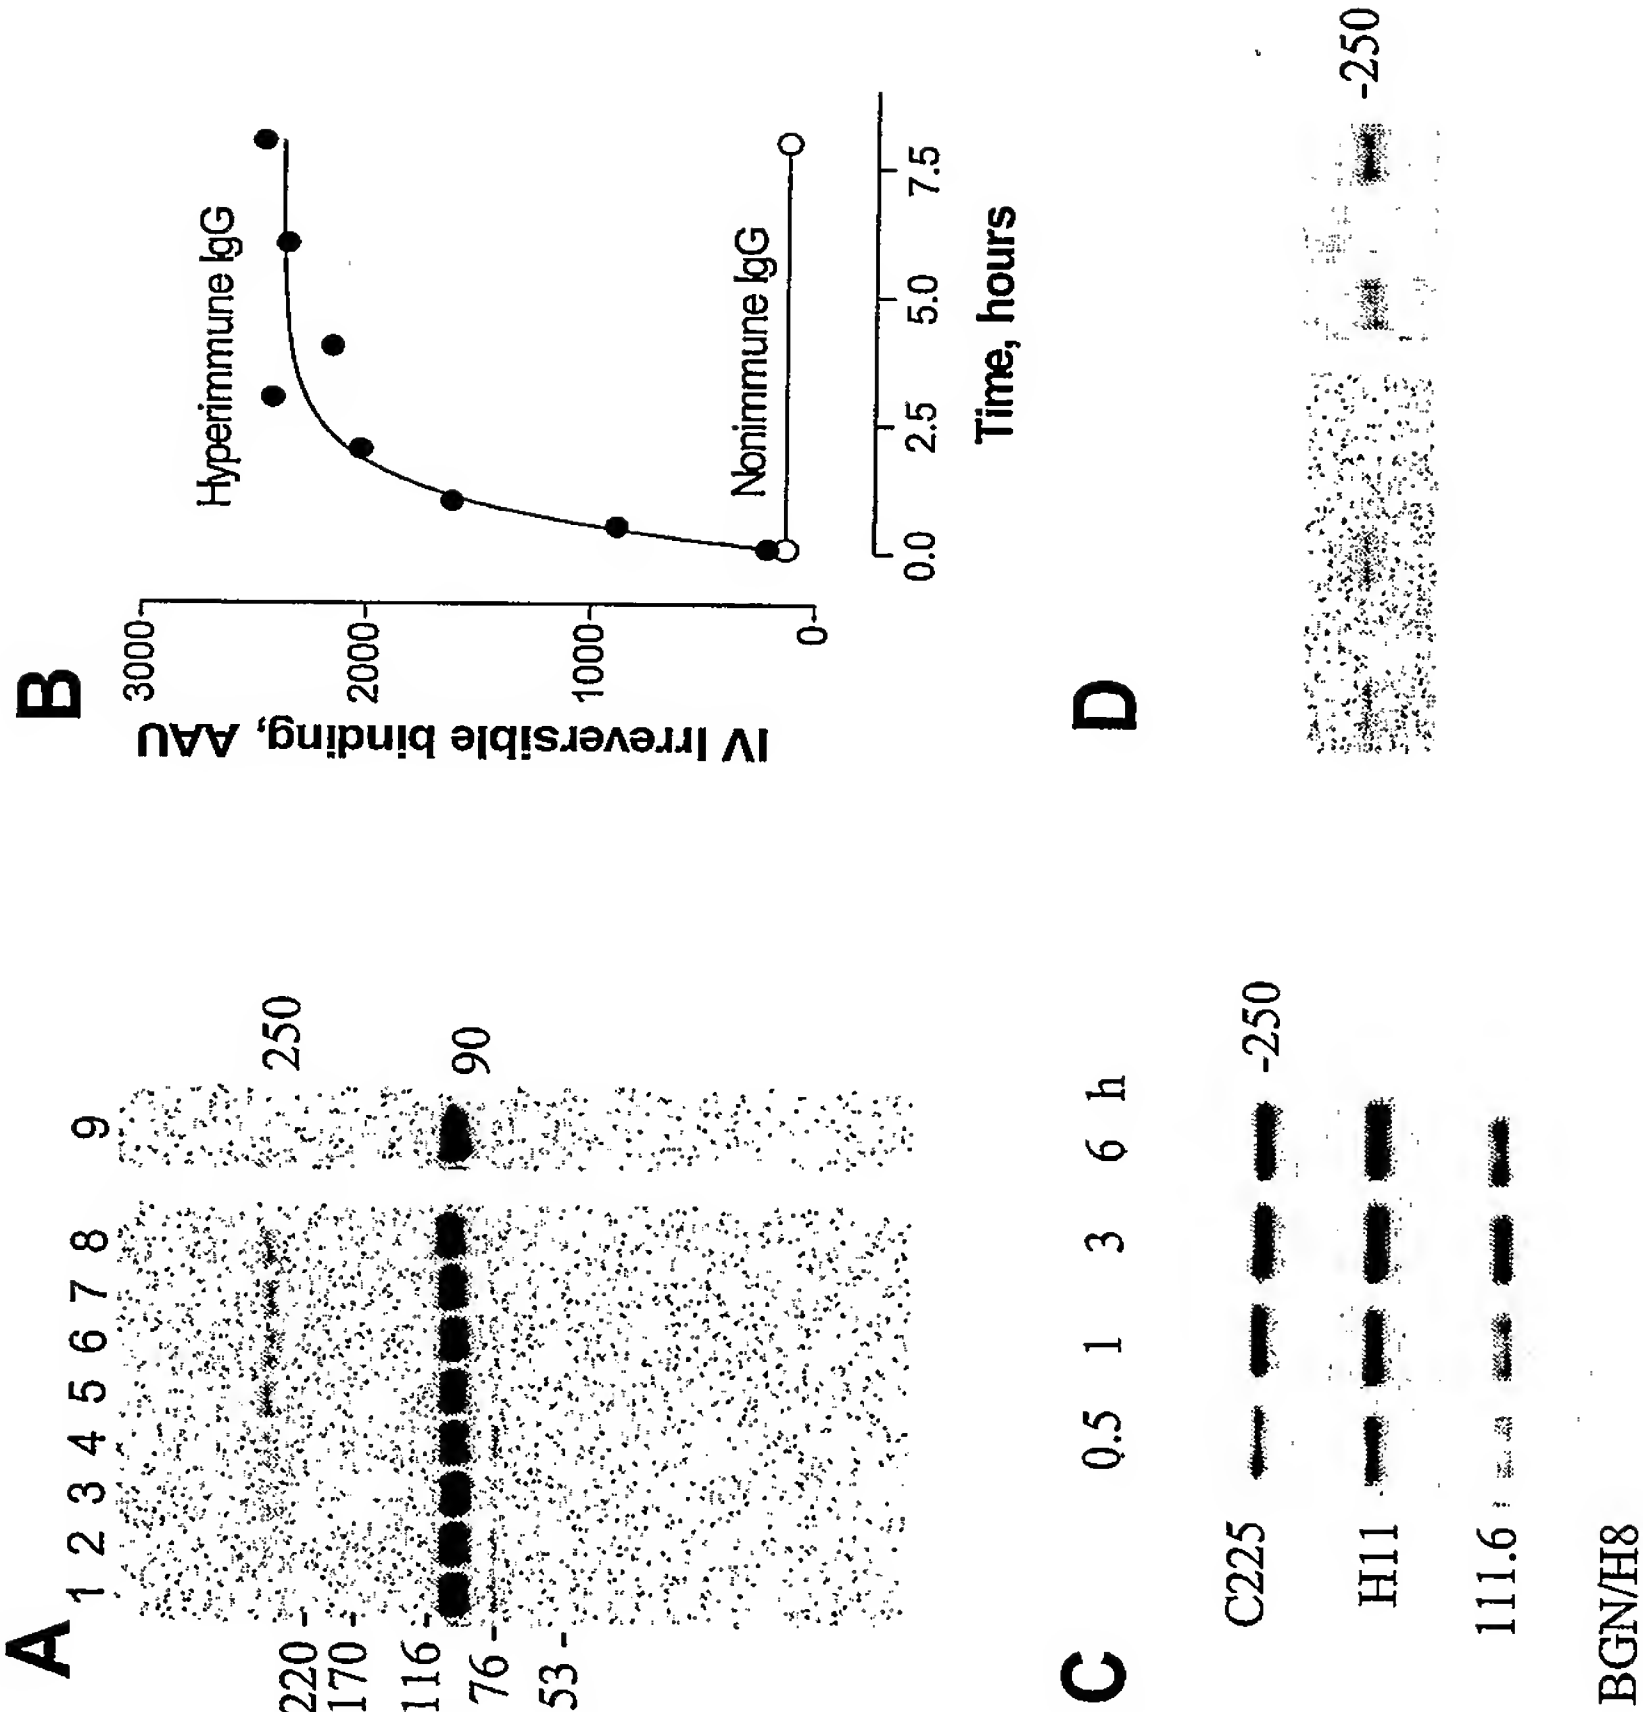 A
1 2 3 4 5 6 7 8 9
220-
170-
116-
76-
53-
250
90
B
IV Irreversible binding, AAU
3000-
2000-
1000-
0-
Hyperimmune IgG
Nonimmune IgG
0.0 2.5 5.0 7.5
Time, hours
C
0.5 1 3 6 h
C225 -250
H11
111.6
BGN/H8
D
-250